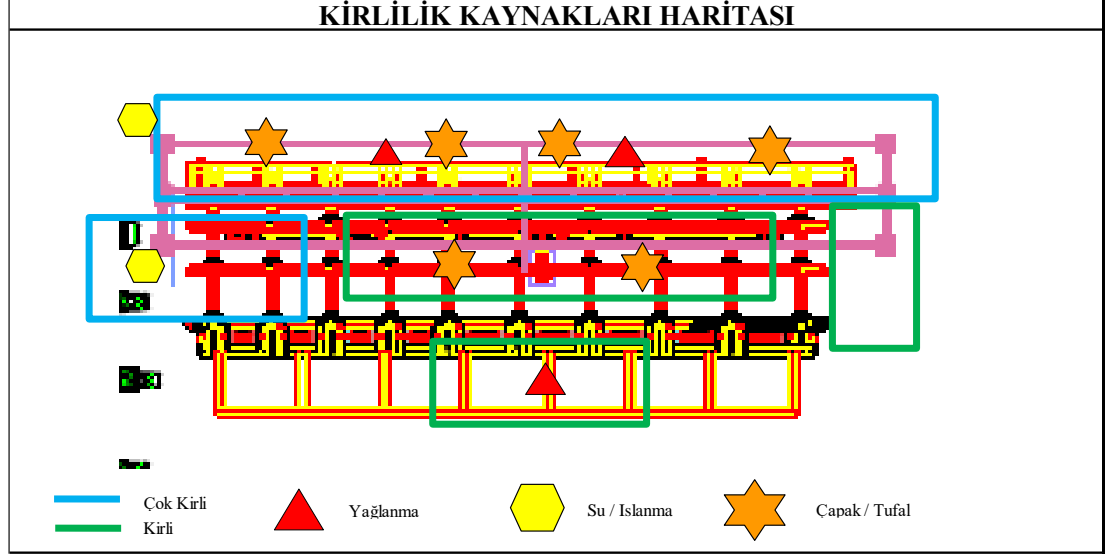 KİRLİLİK KAYNAKLARI HARİTASI
Çok Kirli
Kirli
Yağlanma
Su / Islanma
Çapak / Tufal